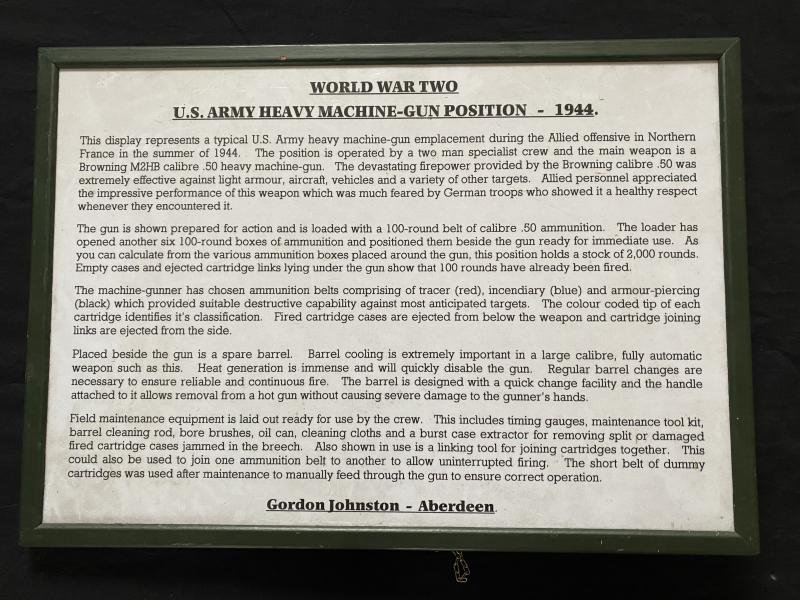 WORLD WAR TWO
U.S. ARMY HEAVY MACHINE-GUN POSITION - 1944.
This display represents a typical U.S. Army heavy machine-gun emplacement during the Allied offensive in Northern
France in the summer of 1944. The position is operated by a two man specialist crew and the main weapon is a
Browning M2HB calibre .50 heavy machine-gun. The devastating firepower provided by the Browning calibre .50 was
extremely effective against light armour, aircraft, vehicles and a variety of other targets. Allied personnel appreciated
the impressive performance of this weapon which was much feared by German troops who showed it a healthy respect
whenever they encountered it.
The gun is shown prepared for action and is loaded with a 100-round belt of calibre .50 ammunition. The loader has
opened another six 100-round boxes of ammunition and positioned them beside the gun ready for immediate use. As
you can calculate from the various ammunition boxes placed around the gun, this position holds a stock of 2,000 rounds.
Empty cases and ejected cartridge links lying under the gun show that 100 rounds have already been fired.
The machine-gunner has chosen ammunition belts comprising of tracer (red), incendiary (blue) and armour-piercing
(black) which provided suitable destructive capability against most anticipated targets. The colour coded tip of each
cartridge identifies it's classification. Fired cartridge cases are ejected from below the weapon and cartridge joining
links are ejected from the side.
Placed beside the gun is a spare barrel. Barrel cooling is extremely important in a large calibre, fully automatic
weapon such as this. Heat generation is immense and will quickly disable the gun. Regular barrel changes are
necessary to ensure reliable and continuous fire. The barrel is designed with a quick change facility and the handle
attached to it allows removal from a hot gun without causing severe damage to the gunner's hands.
Field maintenance equipment is laid out ready for use by the crew. This includes timing gauges, maintenance tool kit,
barrel cleaning rod, bore brushes, oil can, cleaning cloths and a burst case extractor for removing split or damaged
fired cartridge cases jammed in the breech. Also shown in use is a linking tool for joining cartridges together. This
could also be used to join one ammunition belt to another to allow uninterrupted firing. The short belt of dummy
cartridges was used after maintenance to manually feed through the gun to ensure correct operation.
Gordon Johnston - Aberdeen